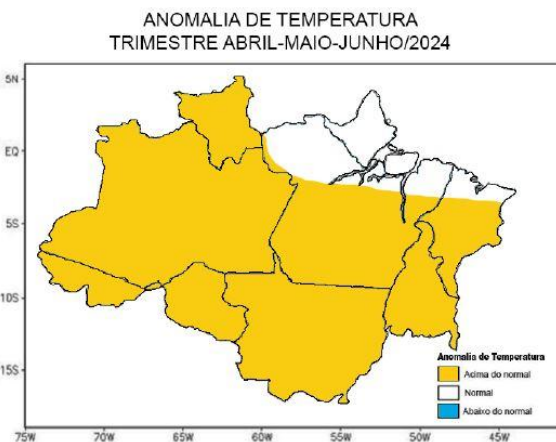 ANOMALIA DE TEMPERATURA
TRIMESTRE ABRIL-MAIO-JUNHO/2024
5N
EQ
5S
10S
15S
75W
70W
65W
60W
55W
50W
45W
Anomalia de Temperatura
Acima do normal
Normal
Abaixo do normal